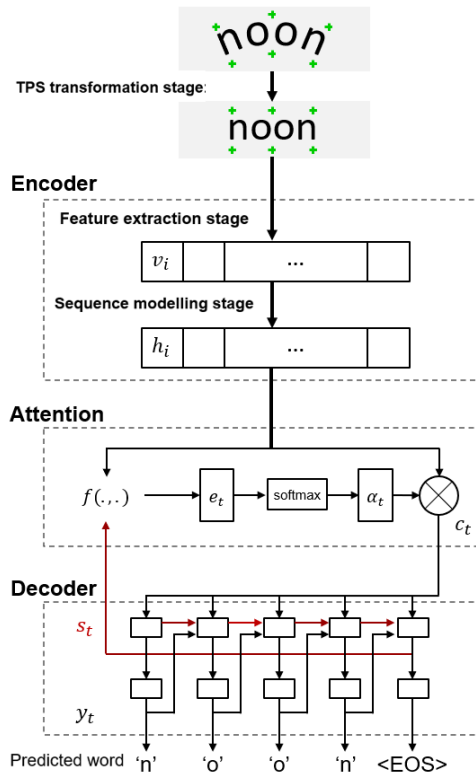 noon
TPS transformation stage:
noon
Encoder
Feature extraction stage
v_i ...
Sequence modelling stage
h_i ...
Attention
f(.,.) e_t softmax α_t
c_t
Decoder
s_t
y_t
Predicted word 'n' 'o' 'o' 'n' <EOS>